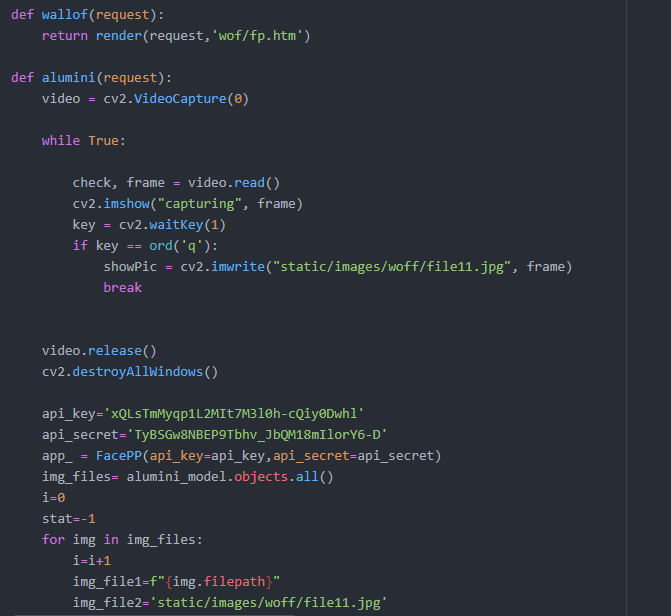 def wallof(request):
    return render(request,'wof/fp.htm')
def alumini(request):
    video = cv2.VideoCapture(0)
    while True:
        check, frame = video.read()
        cv2.imshow("capturing", frame)
        key = cv2.waitKey(1)
        if key == ord('q'):
            showPic = cv2.imwrite("static/images/woff/file11.jpg", frame)
            break
    video.release()
    cv2.destroyAllWindows()
    api_key='xQLsTmMyqp1L2MIt7M3l0h-cQiy0Dwhl'
    api_secret='TyBSGw8NBEP9Tbhv_JbQM18mIlorY6-D'
    app_ = FacePP(api_key=api_key,api_secret=api_secret)
    img_files= alumini_model.objects.all()
    i=0
    stat=-1
    for img in img_files:
        i=i+1
        img_file1=f"{img.filepath}"
        img_file2='static/images/woff/file11.jpg'